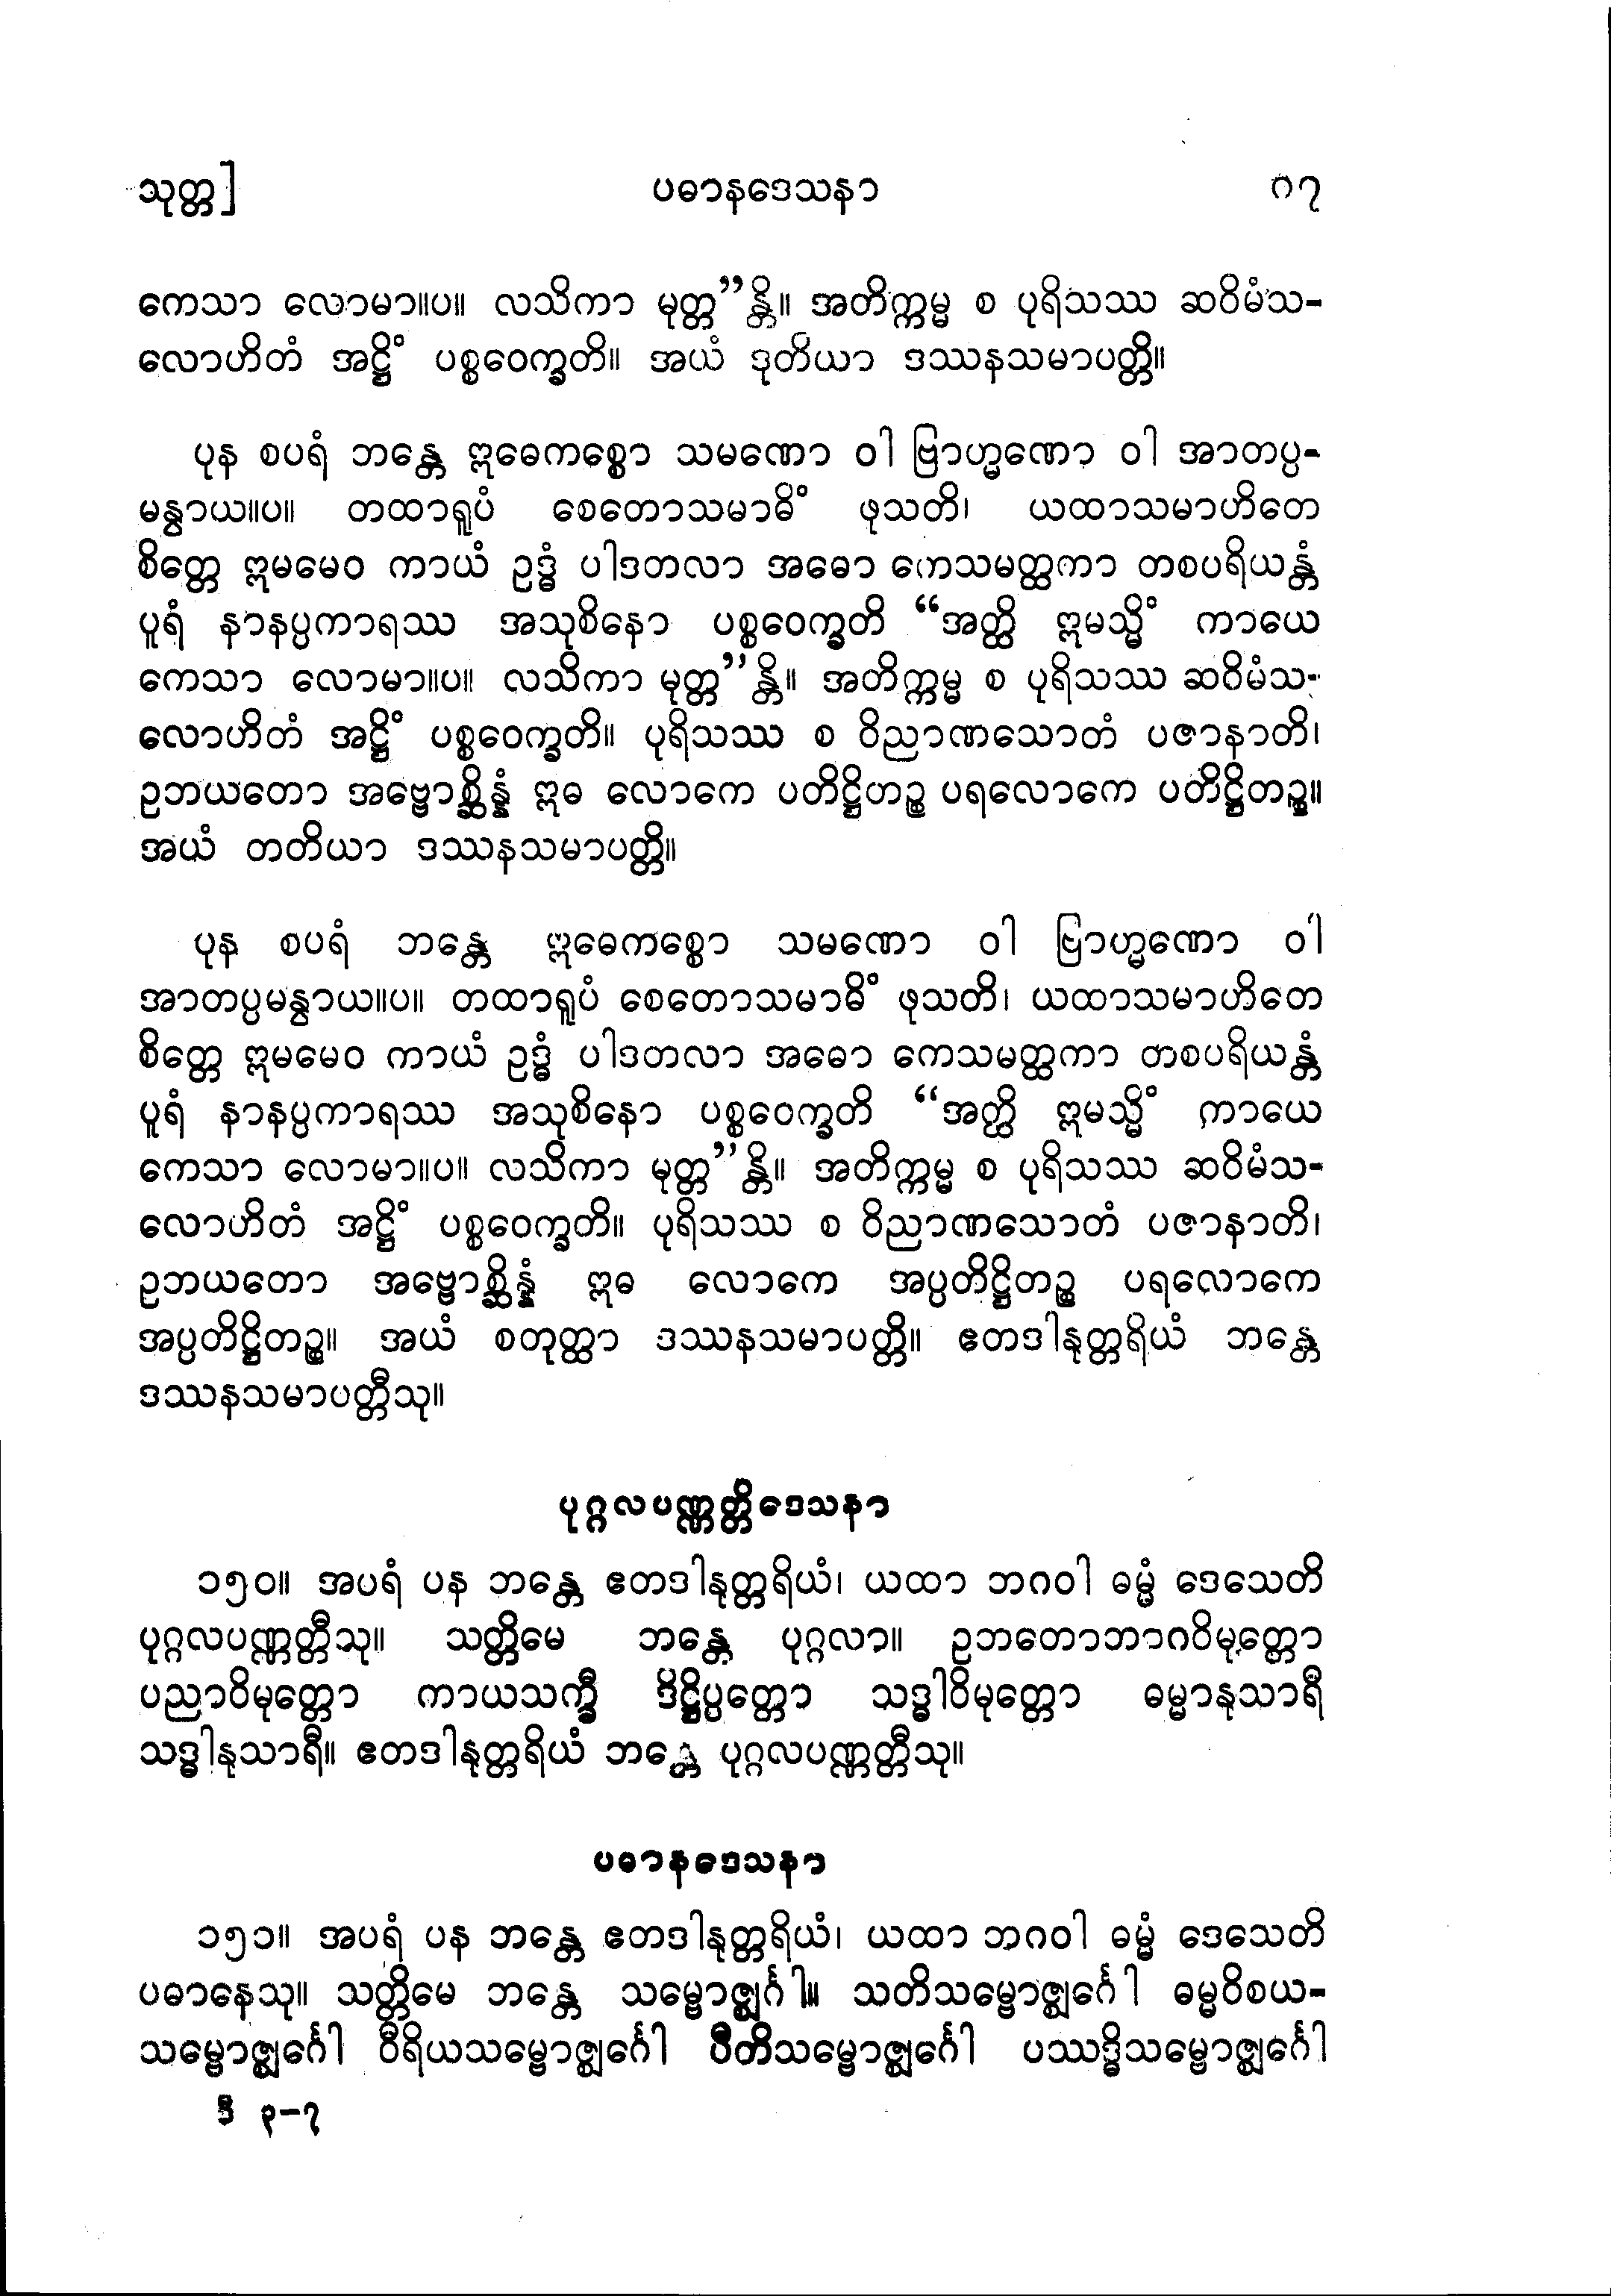 သုတ္တ] ပဓာနဒေသနာ ၈၇
ကေသာ လောမာ။ပ။ လသိကာ မုတ္တ”န္တိ။ အတိက္ကမ္မ စ ပုရိသဿ ဆဝိမံသ-
လောဟိတံ အဋ္ဌိံ ပစ္စဝေက္ခတိ။ အယံ ဒုတိယာ ဒဿနသမာပတ္တိ။
ပုန စပရံ ဘန္တေ ဣဓေကစ္စော သမဏော ဝါ ဗြာဟ္မဏော ဝါ အာတပ္ပ-
မန္ဝာယ။ပ။ တထာရူပံ စေတောသမာဓိံ ဖုသတိ၊ ယထာသမာဟိတေ
စိတ္တေ ဣမမေဝ ကာယံ ဥဒ္ဓံ ပါဒတလာ အဓော ကေသမတ္ထကာ တစပရိယန္တံ
ပူရံ နာနပ္ပကာရဿ အသုစိနော ပစ္စဝေက္ခတိ “အတ္ထိ ဣမသ္မိံ ကာယေ
ကေသာ လောမာ။ပ။ လသိကာ မုတ္တ”န္တိ။ အတိက္ကမ္မ စ ပုရိသဿ ဆဝိမံသ-
လောဟိတံ အဋ္ဌိံ ပစ္စဝေက္ခတိ။ ပုရိသဿ စ ဝိညာဏသောတံ ပဇာနာတိ၊
ဥဘယတော အဗ္ဗောစ္ဆိန္နံ ဣဓ လောကေ ပတိဋ္ဌိတဉ္စ ပရလောကေ ပတိဋ္ဌိတဉ္စ။
အယံ တတိယာ ဒဿနသမာပတ္တိ။
ပုန စပရံ ဘန္တေ ဣဓေကစ္စော သမဏော ဝါ ဗြာဟ္မဏော ဝါ
အာတပ္ပမန္ဝာယ။ပ။ တထာရူပံ စေတောသမာဓိံ ဖုသတိ၊ ယထာသမာဟိတေ
စိတ္တေ ဣမမေဝ ကာယံ ဥဒ္ဓံ ပါဒတလာ အဓော ကေသမတ္ထကာ တစပရိယန္တံ
ပူရံ နာနပ္ပကာရဿ အသုစိနော ပစ္စဝေက္ခတိ “အတ္ထိ ဣမသ္မိံ ကာယေ
ကေသာ လောမာ။ပ။ လသိကာ မုတ္တ”န္တိ။ အတိက္ကမ္မ စ ပုရိသဿ ဆဝိမံသ-
လောဟိတံ အဋ္ဌိံ ပစ္စဝေက္ခတိ။ ပုရိသဿ စ ဝိညာဏသောတံ ပဇာနာတိ၊
ဥဘယတော အဗ္ဗောစ္ဆိန္နံ ဣဓ လောကေ အပ္ပတိဋ္ဌိတဉ္စ ပရလောကေ
အပ္ပတိဋ္ဌိတဉ္စ။ အယံ စတုတ္ထာ ဒဿနသမာပတ္တိ။ ဧတဒါနုတ္တရိယံ ဘန္တေ
ဒဿနသမာပတ္တီသု။
ပုဂ္ဂလပဏ္ဏတ္တိဒေသနာ
၁၅၀။ အပရံ ပန ဘန္တေ ဧတဒါနုတ္တရိယံ၊ ယထာ ဘဂဝါ ဓမ္မံ ဒေသေတိ
ပုဂ္ဂလပဏ္ဏတ္တီသု။ သတ္တိမေ ဘန္တေ ပုဂ္ဂလာ။ ဥဘတောဘာဂဝိမုတ္တော
ပညာဝိမုတ္တော ကာယသက္ခီ ဒိဋ္ဌိပ္ပတ္တော သဒ္ဓါဝိမုတ္တော ဓမ္မာနုသာရီ
သဒ္ဓါနုသာရီ။ ဧတဒါနုတ္တရိယံ ဘန္တေ ပုဂ္ဂလပဏ္ဏတ္တီသု။
ပဓာနဒေသနာ
၁၅၁။ အပရံ ပန ဘန္တေ ဧတဒါနုတ္တရိယံ၊ ယထာ ဘဂဝါ ဓမ္မံ ဒေသေတိ
ပဓာနေသု။ သတ္တိမေ ဘန္တေ သမ္ဗောဇ္ဈင်္ဂါ။ သတိသမ္ဗောဇ္ဈင်္ဂေါ ဓမ္မဝိစယ-
သမ္ဗောဇ္ဈင်္ဂေါ ဝီရိယသမ္ဗောဇ္ဈင်္ဂေါ ပီတိသမ္ဗောဇ္ဈင်္ဂေါ ပဿဒ္ဓိသမ္ဗောဇ္ဈင်္ဂေါ
ဒီ ၃-၇